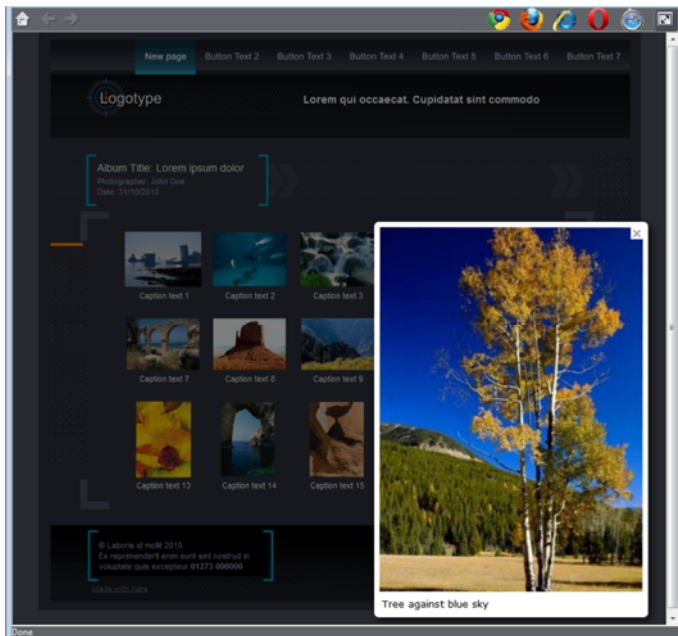 New page Button Text 2 Button Text 3 Button Text 4 Button Text 5 Button Text 6 Button Text 7
Logotype
Lorem qui occaecat. Cupidatat sint commodo
Album Title: Lorem ipsum dolor
Photographer: John Doe
Date: 31/10/2010
Caption text 1 Caption text 2 Caption text 3
Caption text 7 Caption text 8 Caption text 9
Caption text 13 Caption text 14 Caption text 15
Tree against blue sky
© Laboris id mollit 2010.
Ex reprehenderit enim sunt sint nostrud in
voluptate quis excepteur 01273 000000
Made with Xara
Done